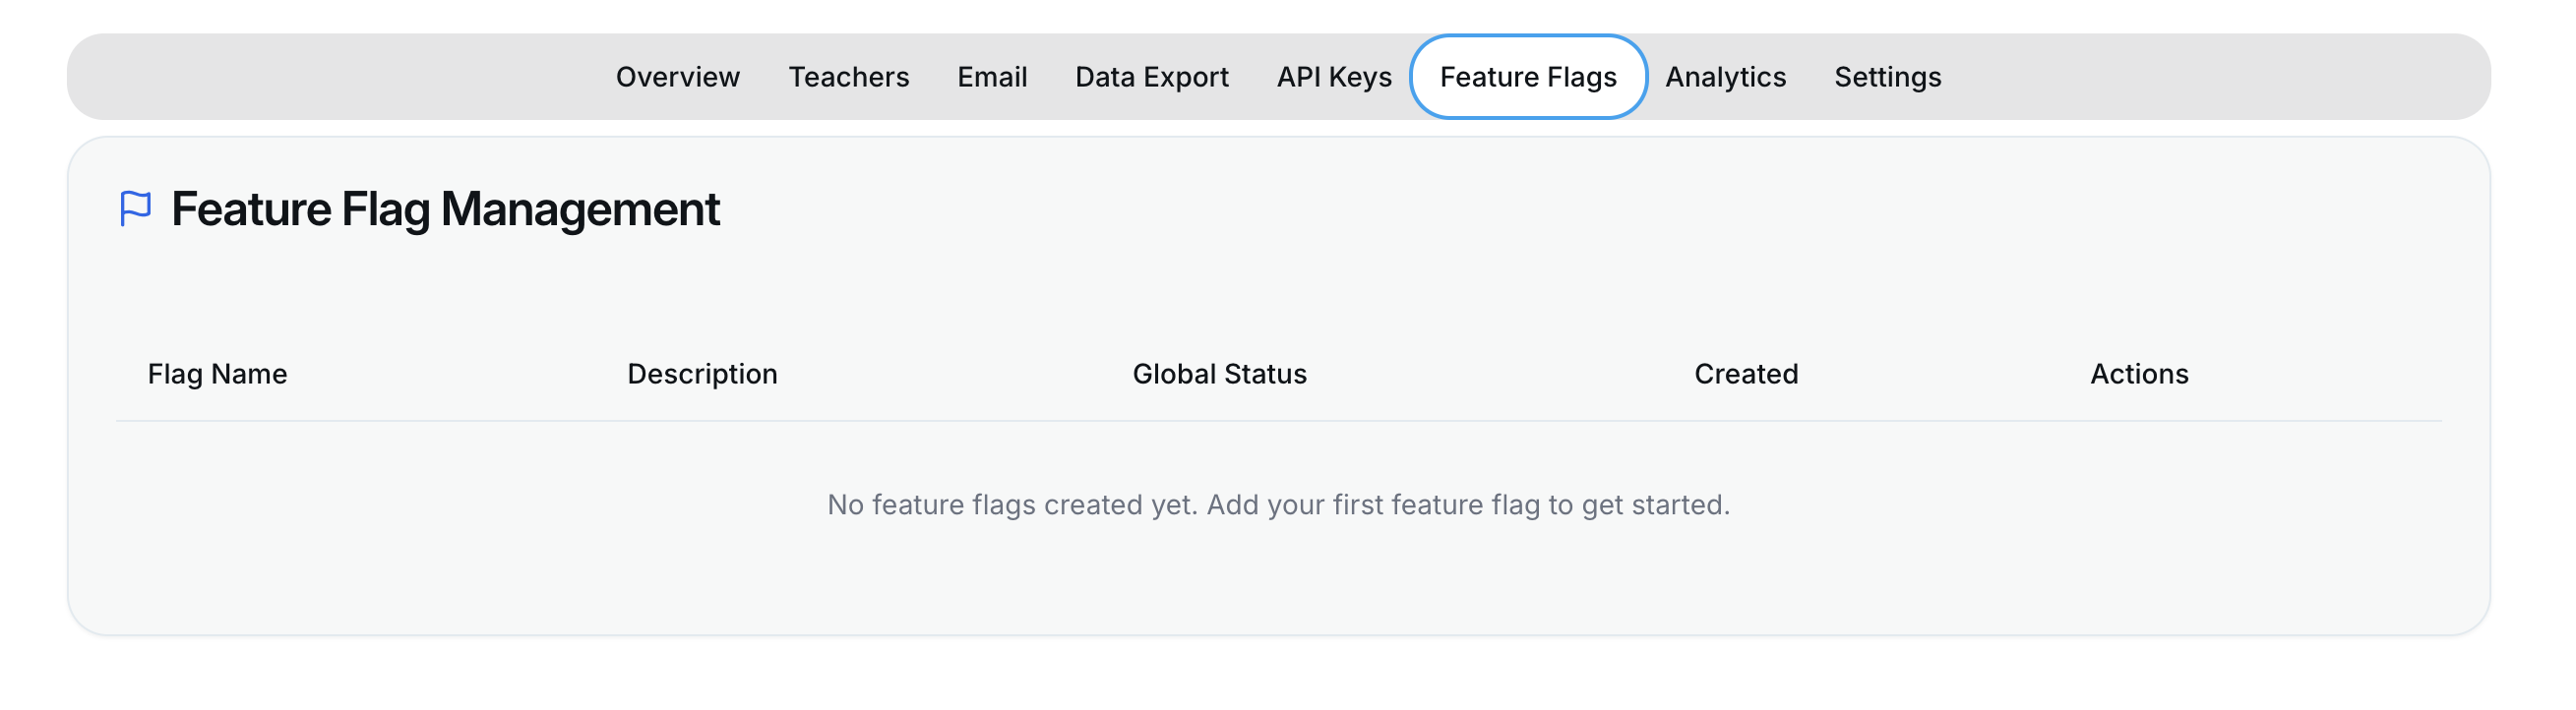 Overview Teachers Email Data Export API Keys Feature Flags Analytics Settings
Feature Flag Management
Flag Name Description Global Status Created Actions
No feature flags created yet. Add your first feature flag to get started.